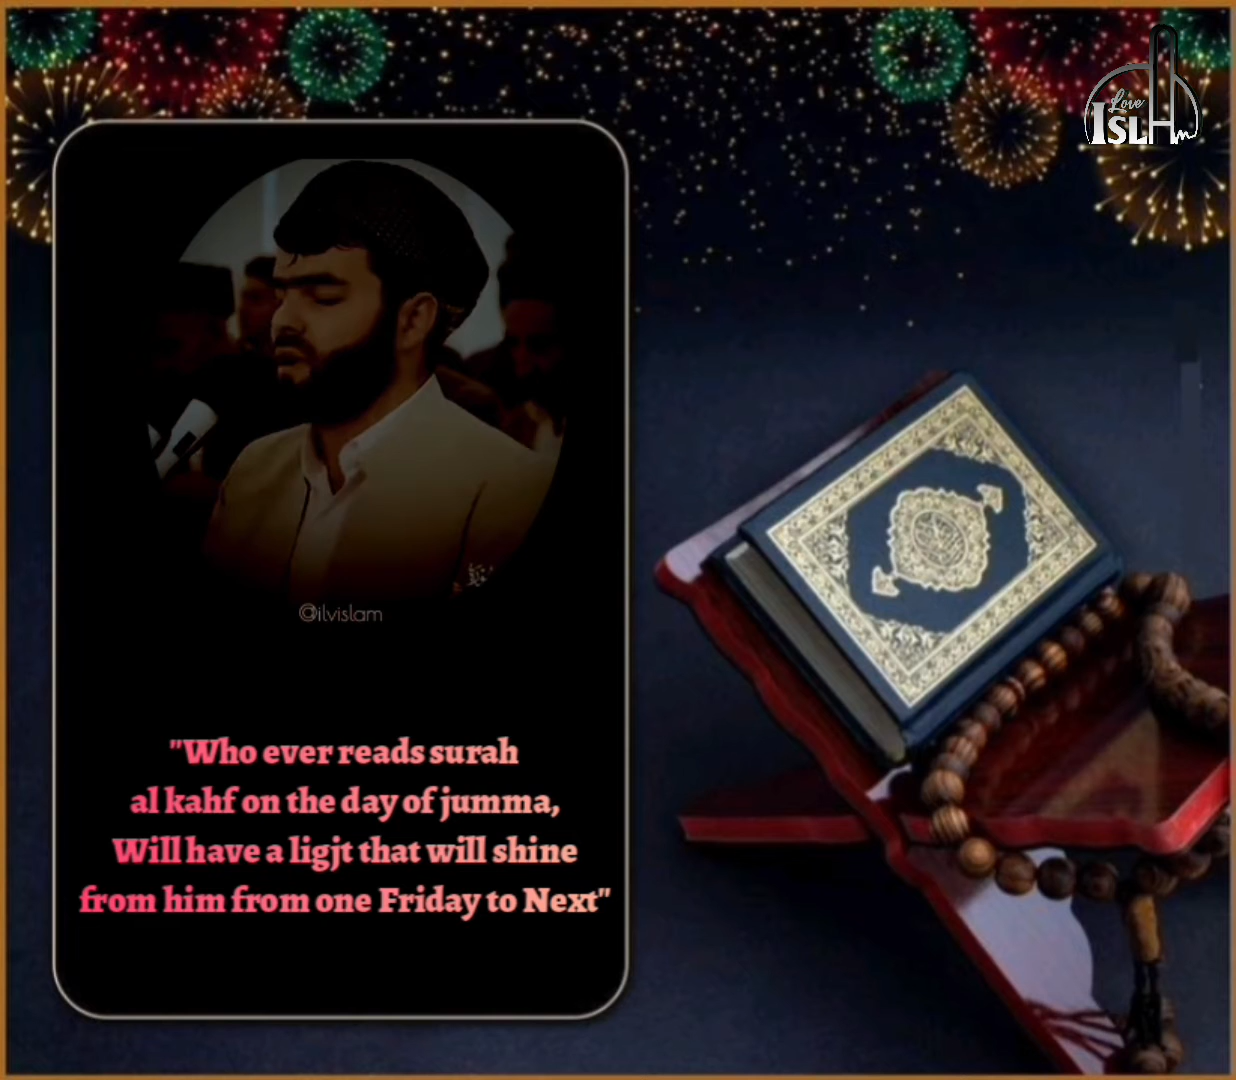 Love
ISLAm
@ilvislam
"Who ever reads surah
al kahf on the day of jumma,
Will have a ligjt that will shine
from him from one Friday to Next"